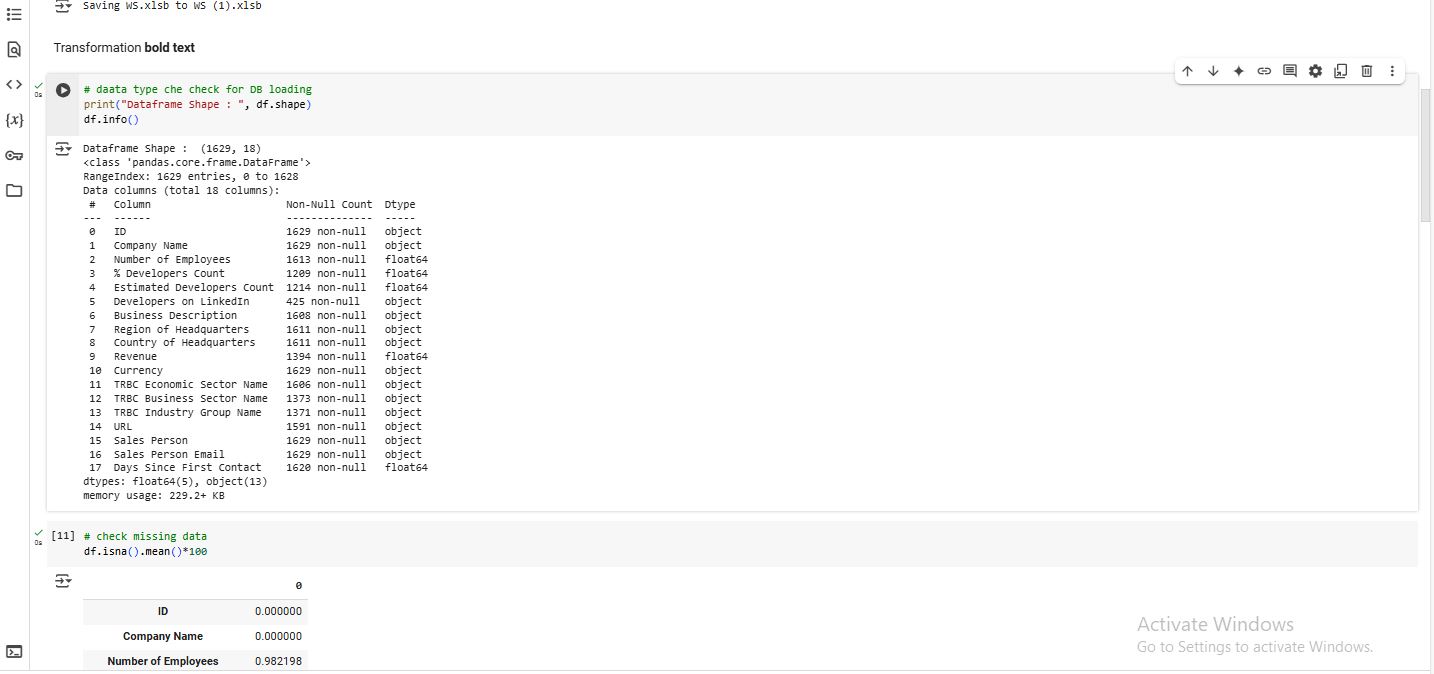 Saving WS.xlsb to WS (1).xlsb
Transformation bold text
# daata type che check for DB loading
print("Dataframe Shape : ", df.shape)
df.info()
Dataframe Shape :  (1629, 18)
<class 'pandas.core.frame.DataFrame'>
RangeIndex: 1629 entries, 0 to 1628
Data columns (total 18 columns):
 #   Column                     Non-Null Count  Dtype
---  ------                     --------------  -----
 0   ID                         1629 non-null   object
 1   Company Name               1629 non-null   object
 2   Number of Employees        1613 non-null   float64
 3   % Developers Count         1209 non-null   float64
 4   Estimated Developers Count 1214 non-null   float64
 5   Developers on LinkedIn     425 non-null    object
 6   Business Description       1608 non-null   object
 7   Region of Headquarters     1611 non-null   object
 8   Country of Headquarters    1611 non-null   object
 9   Revenue                    1394 non-null   float64
 10  Currency                   1629 non-null   object
 11  TRBC Economic Sector Name  1606 non-null   object
 12  TRBC Business Sector Name  1373 non-null   object
 13  TRBC Industry Group Name   1371 non-null   object
 14  URL                        1591 non-null   object
 15  Sales Person               1629 non-null   object
 16  Sales Person Email         1629 non-null   object
 17  Days Since First Contact   1620 non-null   float64
dtypes: float64(5), object(13)
memory usage: 229.2+ KB
[11] # check missing data
df.isna().mean()*100
0
ID 0.000000
Company Name 0.000000
Number of Employees 0.982198
Activate Windows
Go to Settings to activate Windows.